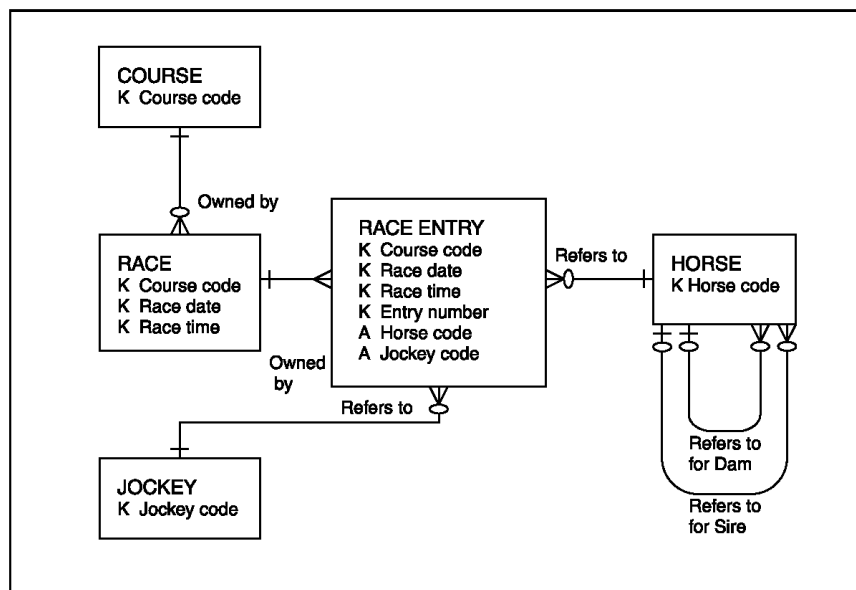 COURSE
K Course code
Owned by
RACE
K Course code
K Race date
K Race time
Owned
by
RACE ENTRY
K Course code
K Race date
K Race time
K Entry number
A Horse code
A Jockey code
Refers to
HORSE
K Horse code
Refers to
JOCKEY
K Jockey code
Refers to
for Dam
Refers to
for Sire